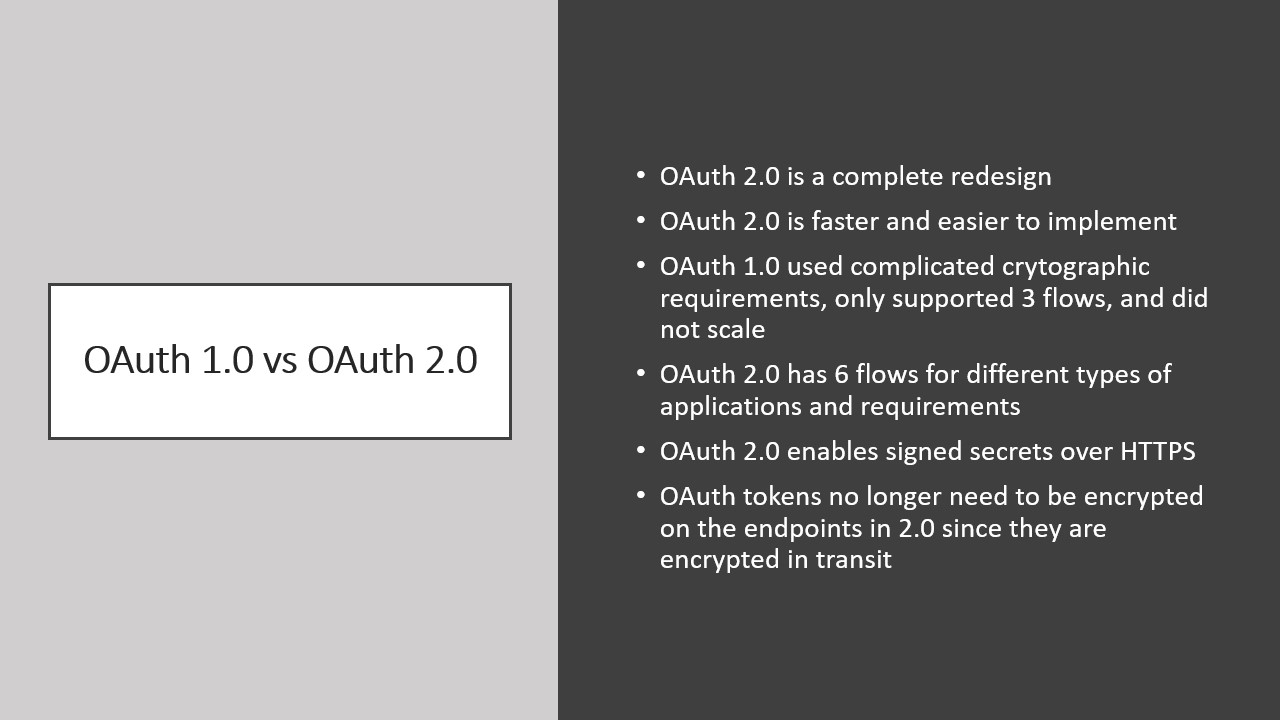 OAuth 1.0 vs OAuth 2.0
• OAuth 2.0 is a complete redesign
• OAuth 2.0 is faster and easier to implement
• OAuth 1.0 used complicated crytographic
requirements, only supported 3 flows, and did
not scale
• OAuth 2.0 has 6 flows for different types of
applications and requirements
• OAuth 2.0 enables signed secrets over HTTPS
• OAuth tokens no longer need to be encrypted
on the endpoints in 2.0 since they are
encrypted in transit